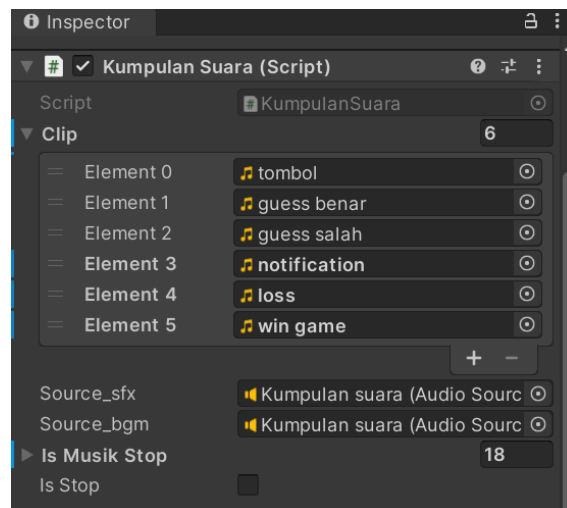 Inspector
# Kumpulan Suara (Script)
Script # KumpulanSuara
Clip 6
Element 0 tombol
Element 1 guess benar
Element 2 guess salah
Element 3 notification
Element 4 loss
Element 5 win game
+ −
Source_sfx Kumpulan suara (Audio Sourc
Source_bgm Kumpulan suara (Audio Sourc
Is Musik Stop 18
Is Stop